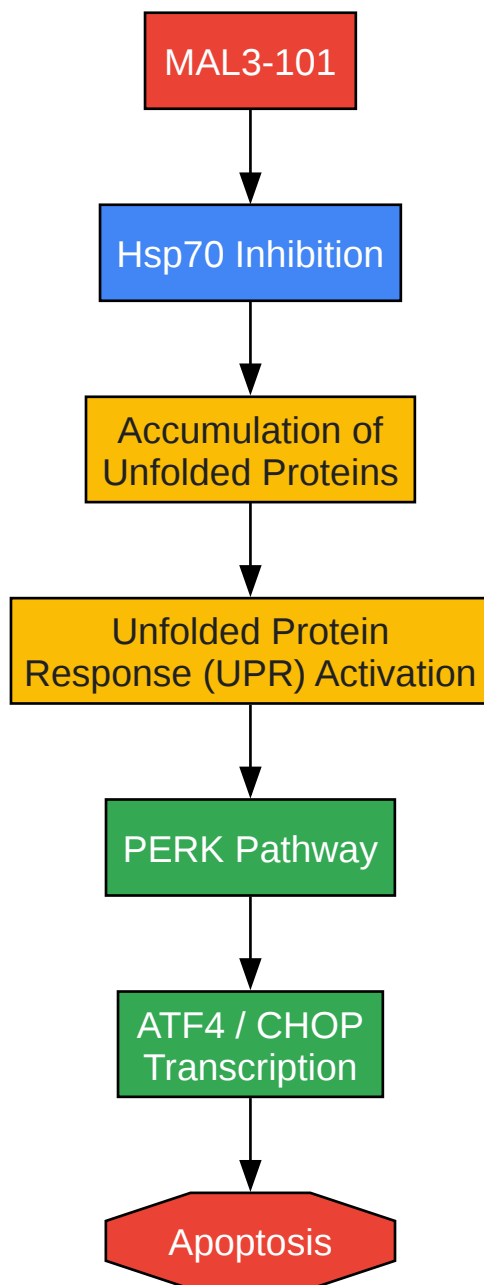 MAL3-101
Hsp70 Inhibition
Accumulation of
Unfolded Proteins
Unfolded Protein
Response (UPR) Activation
PERK Pathway
ATF4 / CHOP
Transcription
Apoptosis